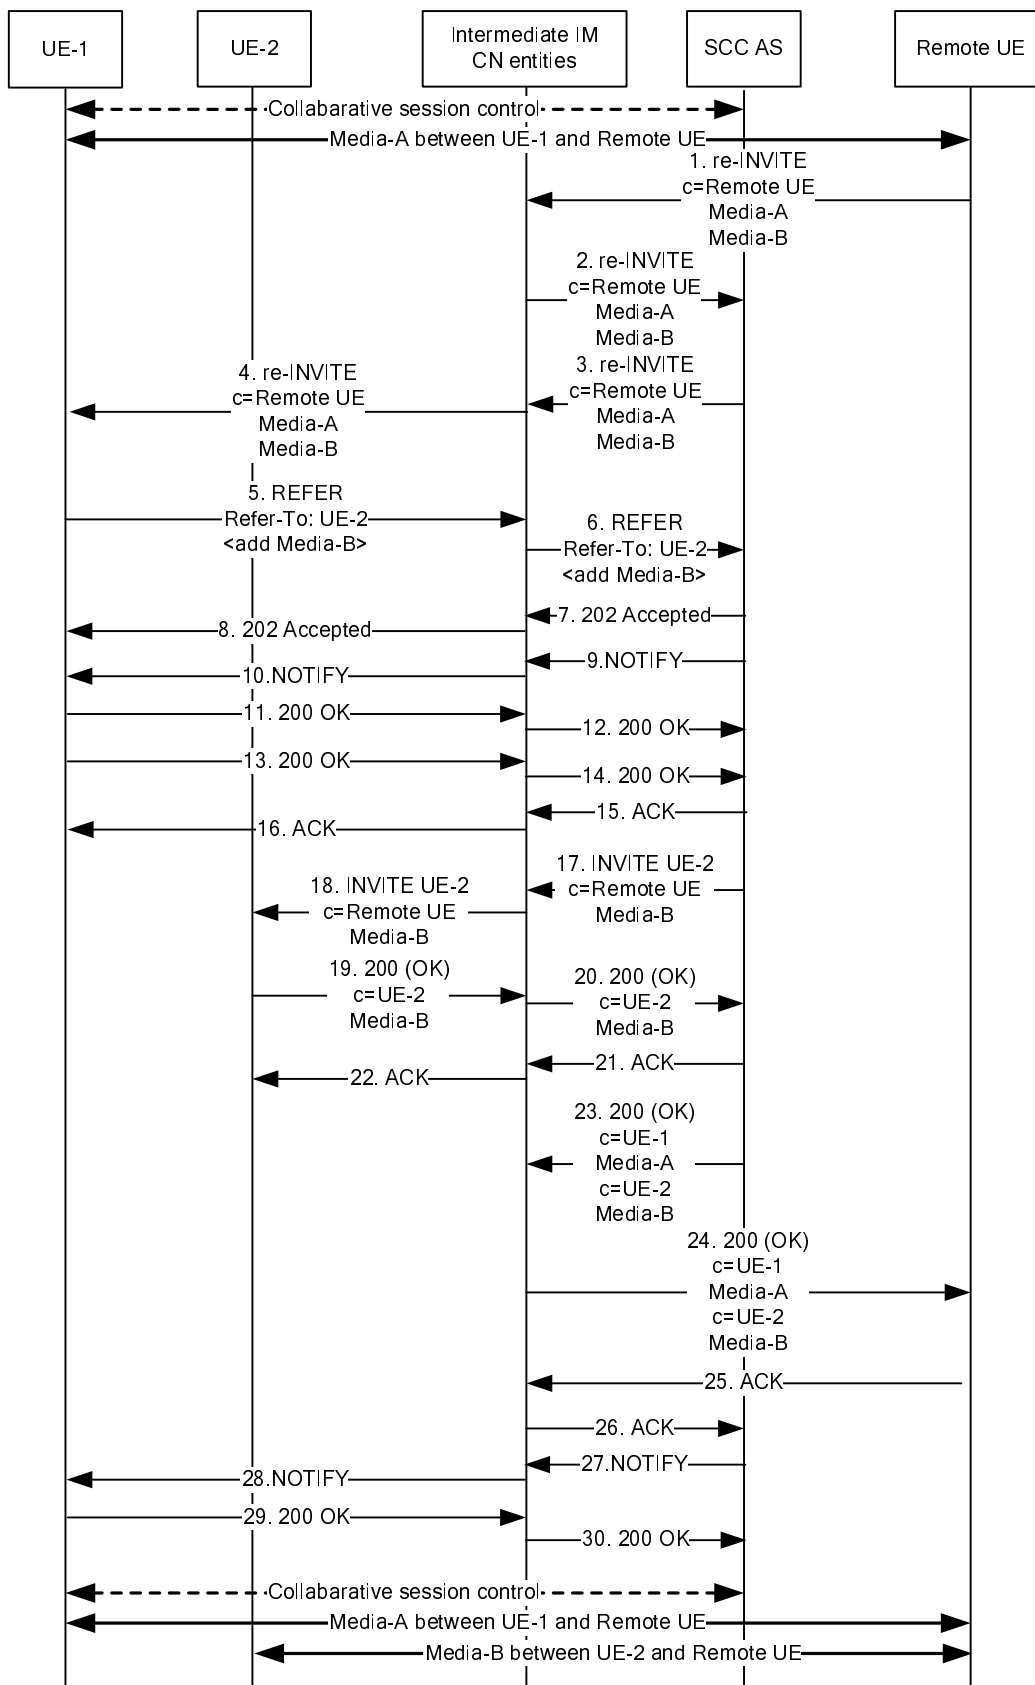 UE-1
UE-2
Intermediate IM
CN entities
SCC AS
Remote UE
Collabarative session control
Media-A between UE-1 and Remote UE
1. re-INVITE
c=Remote UE
Media-A
Media-B
2. re-INVITE
c=Remote UE
Media-A
Media-B
3. re-INVITE
c=Remote UE
Media-A
Media-B
4. re-INVITE
c=Remote UE
Media-A
Media-B
5. REFER
Refer-To: UE-2
<add Media-B>
6. REFER
Refer-To: UE-2
<add Media-B>
7. 202 Accepted
8. 202 Accepted
9.NOTIFY
10.NOTIFY
11. 200 OK
12. 200 OK
13. 200 OK
14. 200 OK
15. ACK
16. ACK
17. INVITE UE-2
c=Remote UE
Media-B
18. INVITE UE-2
c=Remote UE
Media-B
19. 200 (OK)
c=UE-2
Media-B
20. 200 (OK)
c=UE-2
Media-B
21. ACK
22. ACK
23. 200 (OK)
c=UE-1
Media-A
c=UE-2
Media-B
24. 200 (OK)
c=UE-1
Media-A
c=UE-2
Media-B
25. ACK
26. ACK
27.NOTIFY
28.NOTIFY
29. 200 OK
30. 200 OK
Collabarative session control
Media-A between UE-1 and Remote UE
Media-B between UE-2 and Remote UE